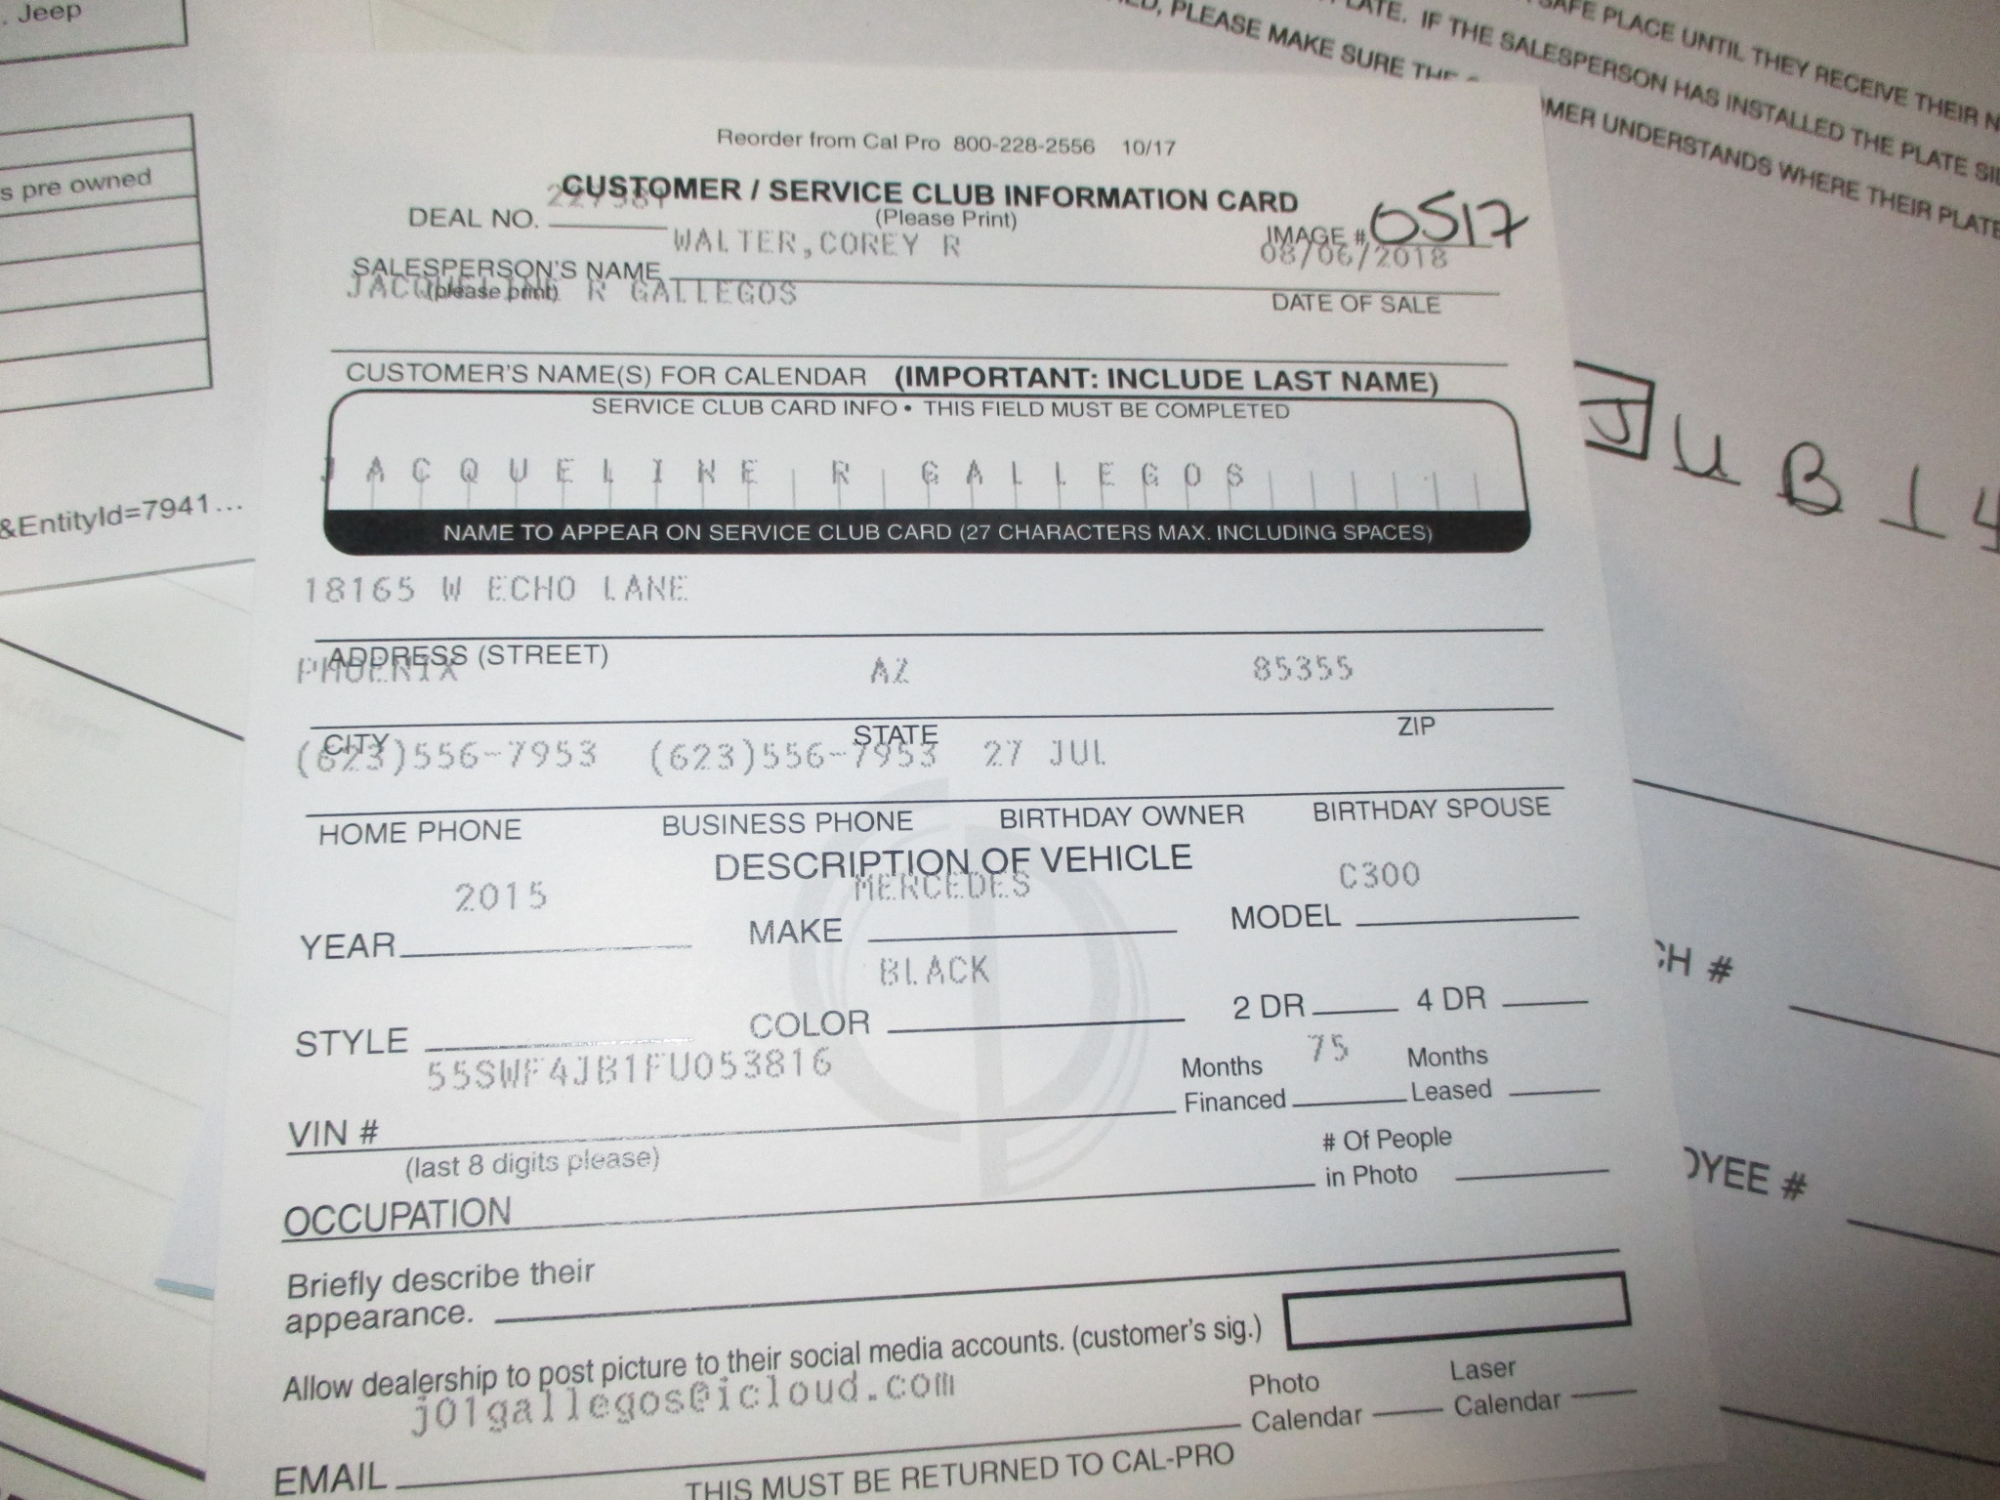 . Jeep
s pre owned
&EntityId=7941...
AFE PLACE UNTIL THEY RECEIVE THEIR N
PLATE. IF THE SALESPERSON HAS INSTALLED THE PLATE
ED, PLEASE MAKE SURE THE
MER UNDERSTANDS WHERE THEIR PLATE
Reorder from Cal Pro 800-228-2556 10/17
CUSTOMER / SERVICE CLUB INFORMATION CARD
(Please Print)
DEAL NO. 227381
IMAGE # 0517
WALTER,COREY R
08/06/2018
SALESPERSON'S NAME
(please print)
DATE OF SALE
JACQUELINE R GALLEGOS
CUSTOMER'S NAME(S) FOR CALENDAR (IMPORTANT: INCLUDE LAST NAME)
SERVICE CLUB CARD INFO • THIS FIELD MUST BE COMPLETED
JACQUELINE R GALLEGOS
NAME TO APPEAR ON SERVICE CLUB CARD (27 CHARACTERS MAX. INCLUDING SPACES)
JUB14
18165 W ECHO LANE
ADDRESS (STREET)
PHOENIX AZ 85355
CITY STATE ZIP
(623)556-7953 (623)556-7953 27 JUL
HOME PHONE BUSINESS PHONE BIRTHDAY OWNER BIRTHDAY SPOUSE
DESCRIPTION OF VEHICLE
2015 MERCEDES C300
YEAR MAKE MODEL
BLACK
STYLE COLOR 2 DR 4 DR
55SWF4JB1FU053816
Months Financed 75 Months Leased
VIN #
(last 8 digits please)
# Of People in Photo
OCCUPATION
CH #
OYEE #
Briefly describe their
appearance.
Allow dealership to post picture to their social media accounts. (customer's sig.)
j01gallegos@icloud.com
Photo Calendar Laser Calendar
EMAIL
THIS MUST BE RETURNED TO CAL-PRO